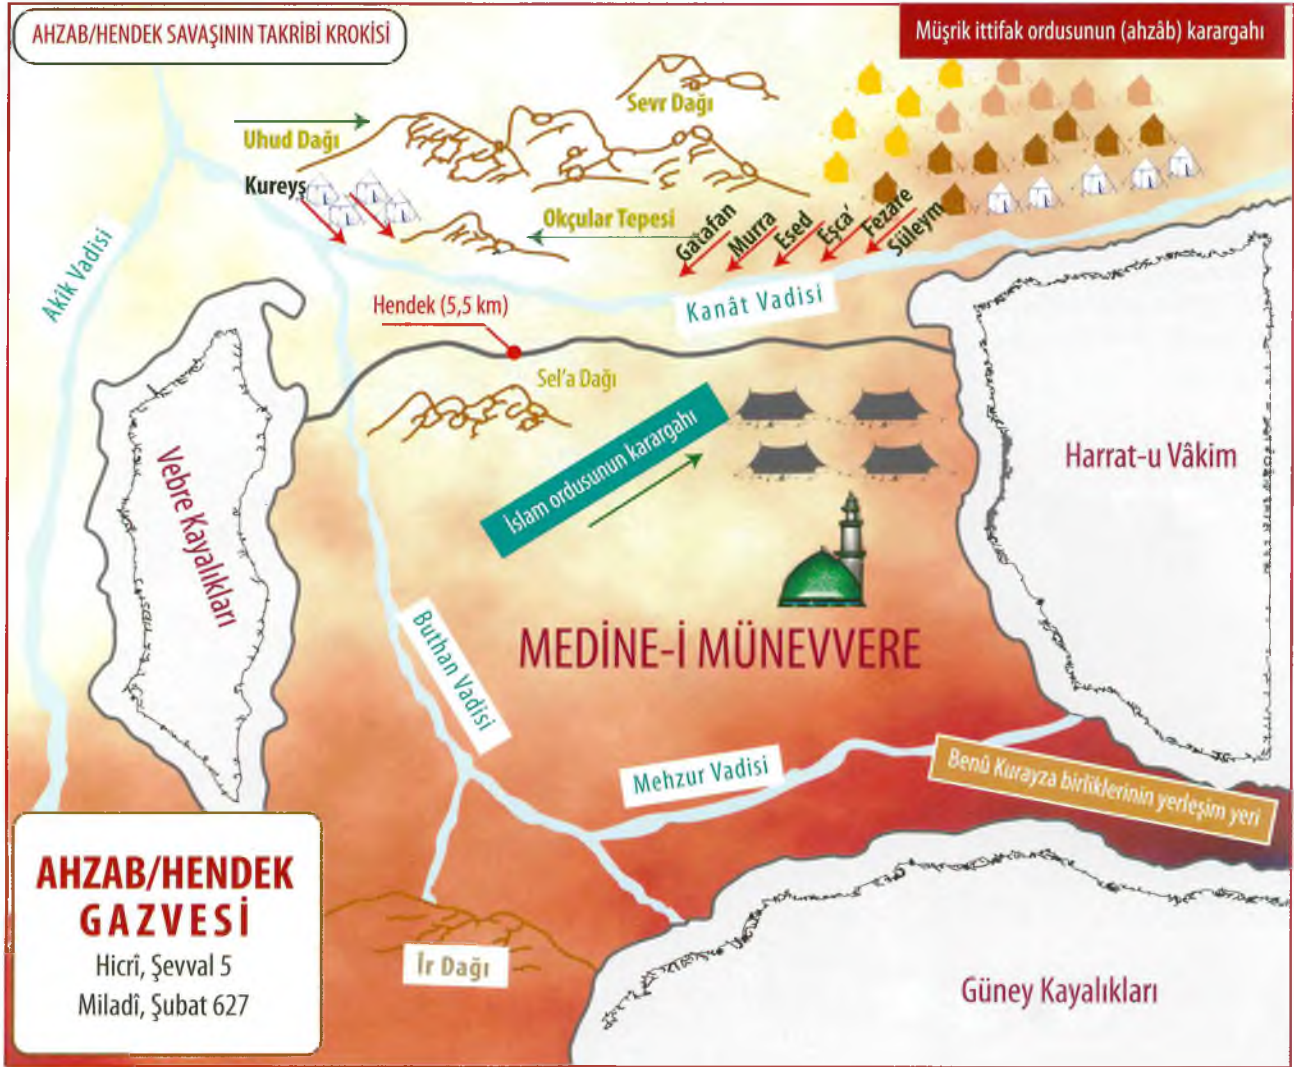 AHZAB/HENDEK SAVAŞININ TAKRİBİ KROKİSİ
Müşrik ittifak ordusunun (ahzâb) karargahı
Sevr Dağı
Uhud Dağı
Kureyş
Okçular Tepesi
Gatafan
Murra
Esed
Eşca'
Fezare
Süleym
Akîk Vadisi
Kanât Vadisi
Hendek (5,5 km)
Sel'a Dağı
İslam ordusunun karargahı
Harrat-u Vâkim
Vebre Kayalıkları
MEDİNE-İ MÜNEVVERE
Buthan Vadisi
Mehzur Vadisi
Benû Kurayza birliklerinin yerleşim yeri
AHZAB/HENDEK
GAZVESİ
Hicrî, Şevval 5
Miladî, Şubat 627
İr Dağı
Güney Kayalıkları